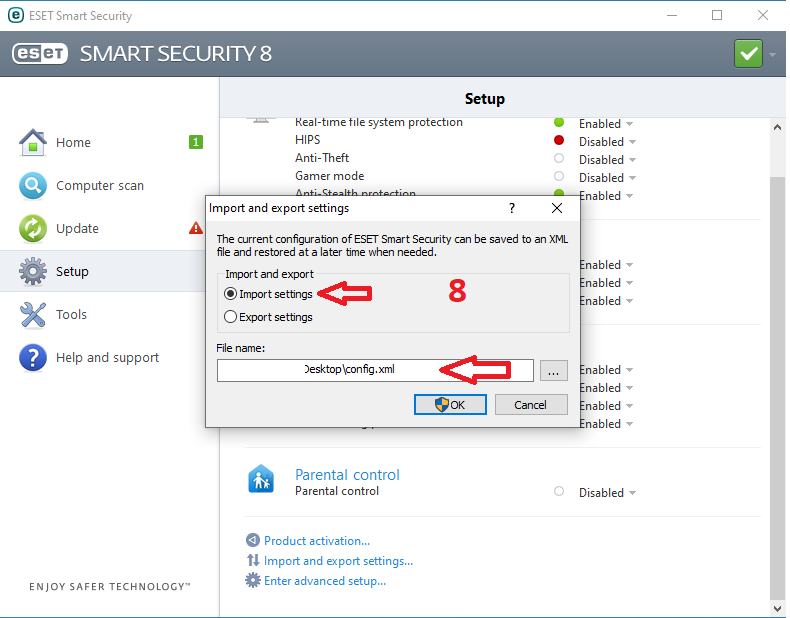 ESET Smart Security
eseT SMART SECURITY 8
Setup
Home 1
Computer scan
Update
Setup
Tools
Help and support
ENJOY SAFER TECHNOLOGY™
Real-time file system protection Enabled
HIPS Disabled
Anti-Theft Disabled
Gamer mode Disabled
Anti-Stealth protection Enabled
Enabled
Enabled
Enabled
Enabled
Enabled
Enabled
Enabled
Import and export settings ?
The current configuration of ESET Smart Security can be saved to an XML
file and restored at a later time when needed.
Import and export
Import settings
8
Export settings
File name:
Desktop\config.xml
...
OK Cancel
Parental control
Parental control Disabled
Product activation...
Import and export settings...
Enter advanced setup...